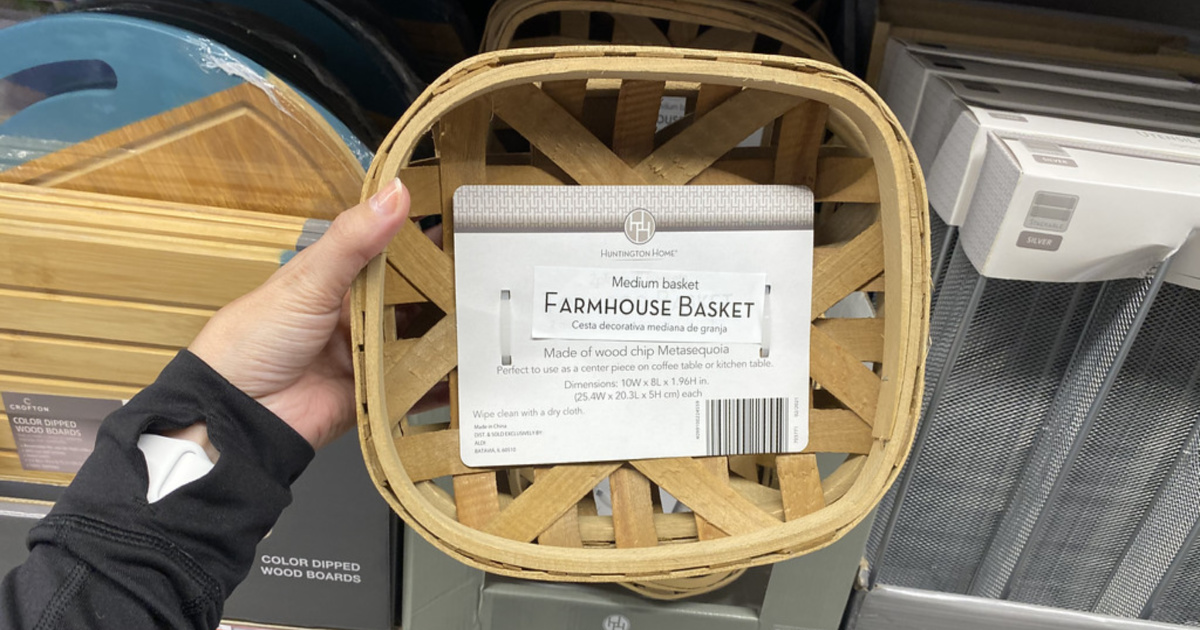 HUNTINGTON HOME
Medium basket
FARMHOUSE BASKET
Cesta decorativa mediana de granja
Made of wood chip Metasequoia
Perfect to use as a center piece on coffee table or kitchen table.
Dimensions: 10W x 8L x 1.96H in.
(25.4W x 20.3L x 5H cm) each
Wipe clean with a dry cloth.
Made in China
DIST. & SOLD EXCLUSIVELY BY:
ALDI
BATAVIA, IL 60510
CROFTON
COLOR DIPPED
WOOD BOARDS
COLOR DIPPED
WOOD BOARDS
SILVER
SILVER